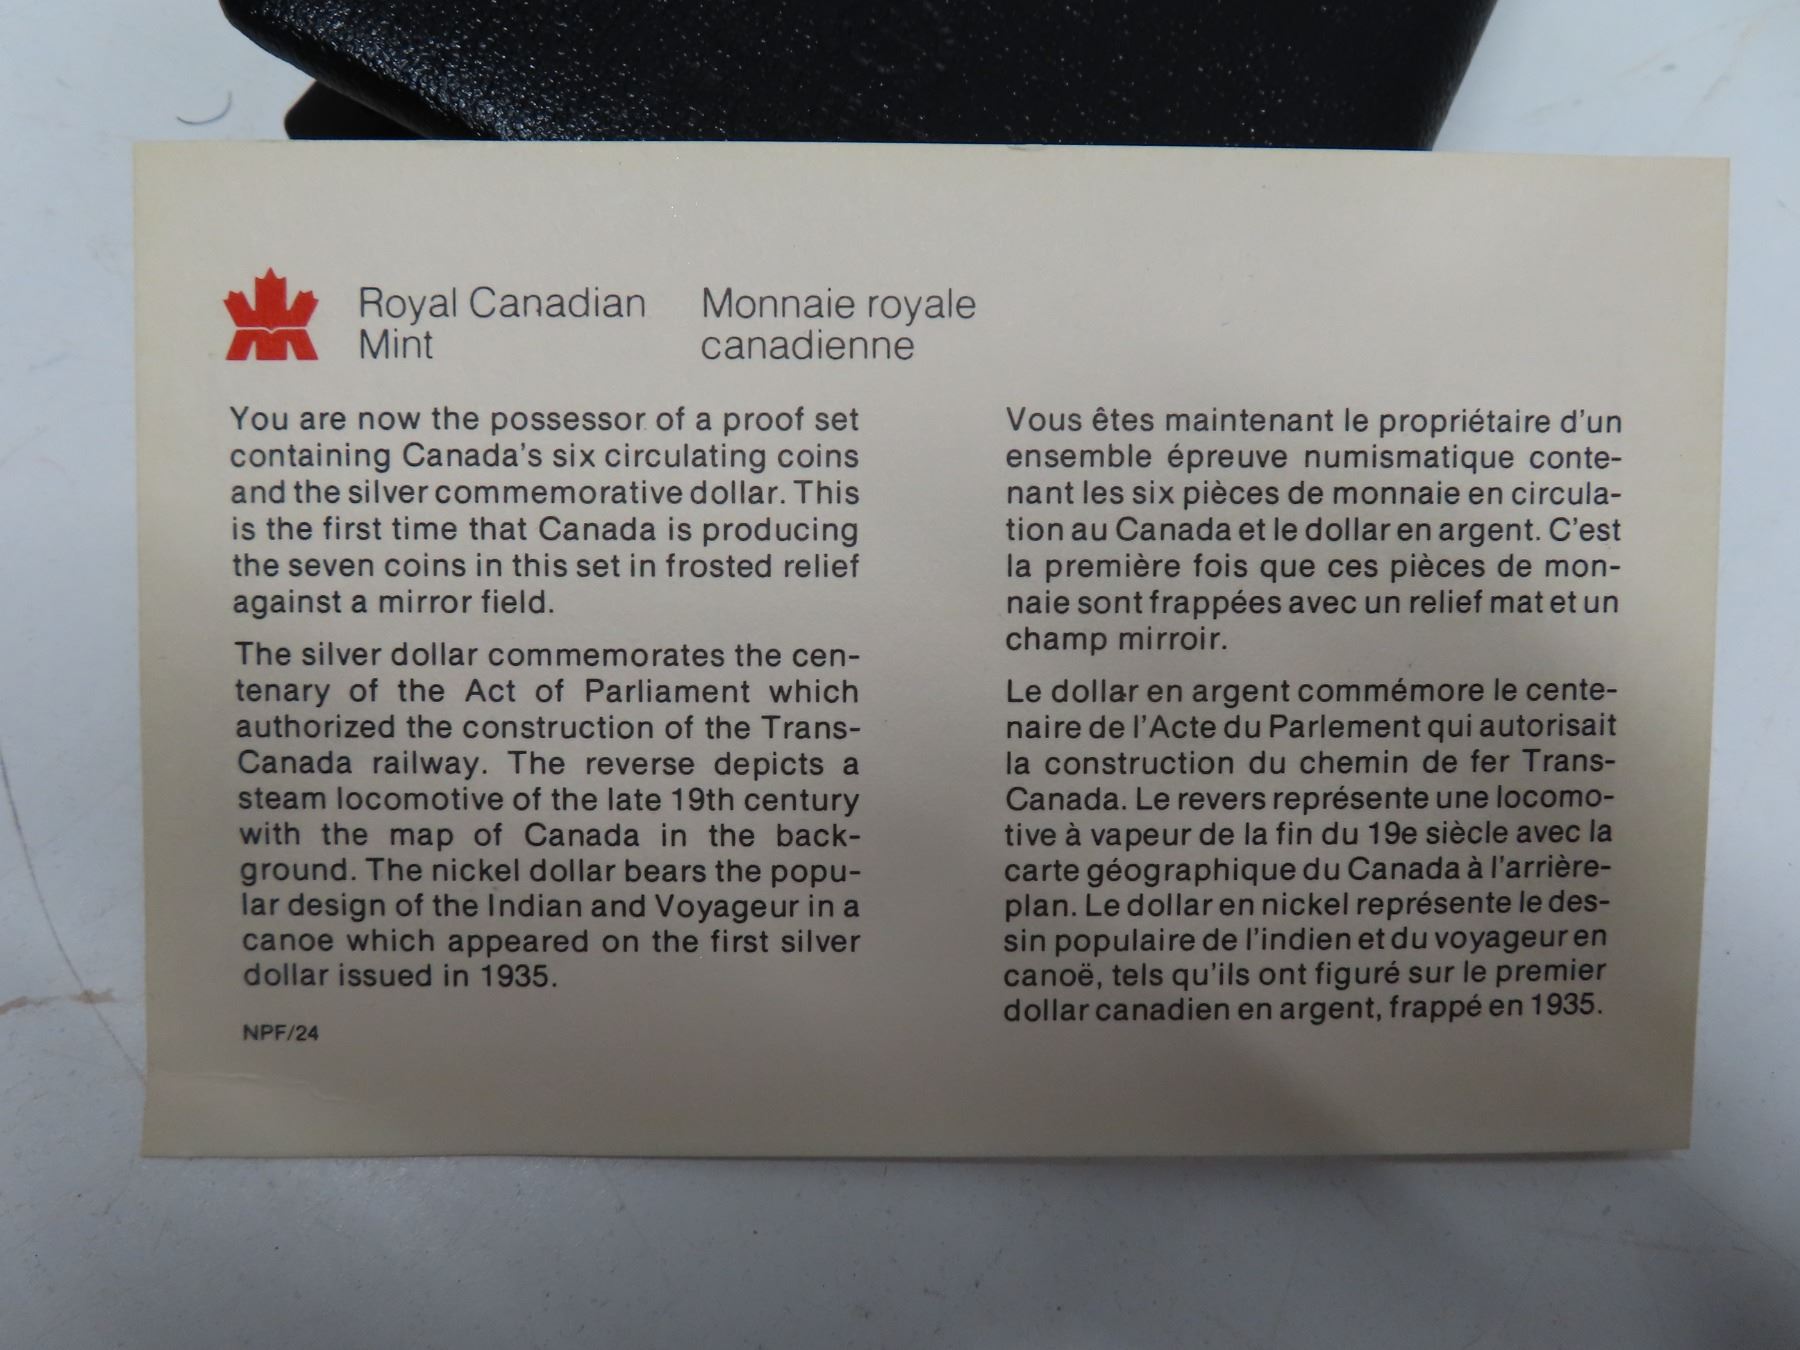 Royal Canadian
Mint
Monnaie royale
canadienne
You are now the possessor of a proof set
containing Canada's six circulating coins
and the silver commemorative dollar. This
is the first time that Canada is producing
the seven coins in this set in frosted relief
against a mirror field.
The silver dollar commemorates the cen-
tenary of the Act of Parliament which
authorized the construction of the Trans-
Canada railway. The reverse depicts a
steam locomotive of the late 19th century
with the map of Canada in the back-
ground. The nickel dollar bears the popu-
lar design of the Indian and Voyageur in a
canoe which appeared on the first silver
dollar issued in 1935.
NPF/24
Vous êtes maintenant le propriétaire d'un
ensemble épreuve numismatique conte-
nant les six pièces de monnaie en circula-
tion au Canada et le dollar en argent. C'est
la première fois que ces pièces de mon-
naie sont frappées avec un relief mat et un
champ mirroir.
Le dollar en argent commémore le cente-
naire de l'Acte du Parlement qui autorisait
la construction du chemin de fer Trans-
Canada. Le revers représente une locomo-
tive à vapeur de la fin du 19e siècle avec la
carte géographique du Canada à l'arrière-
plan. Le dollar en nickel représente le des-
sin populaire de l'indien et du voyageur en
canoë, tels qu'ils ont figuré sur le premier
dollar canadien en argent, frappé en 1935.